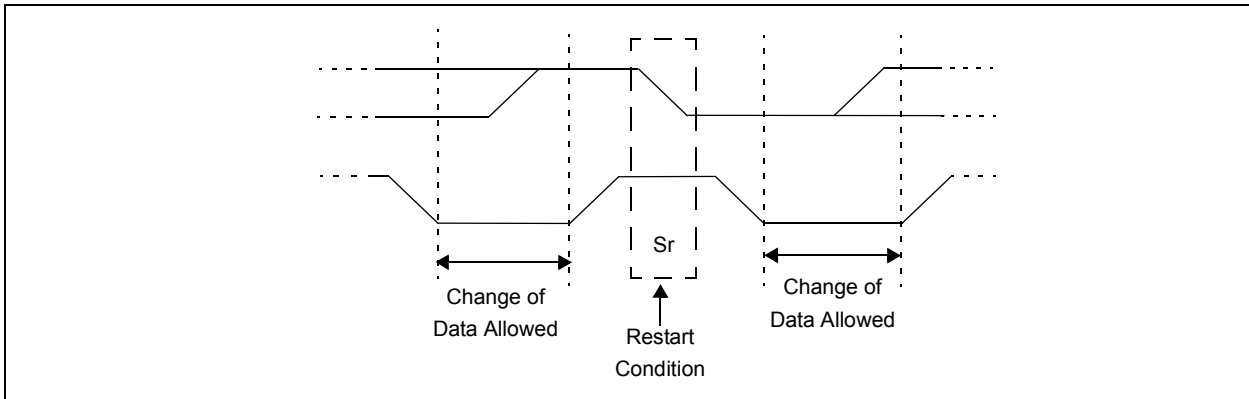 Sr
Change of
Data Allowed
Restart
Condition
Change of
Data Allowed